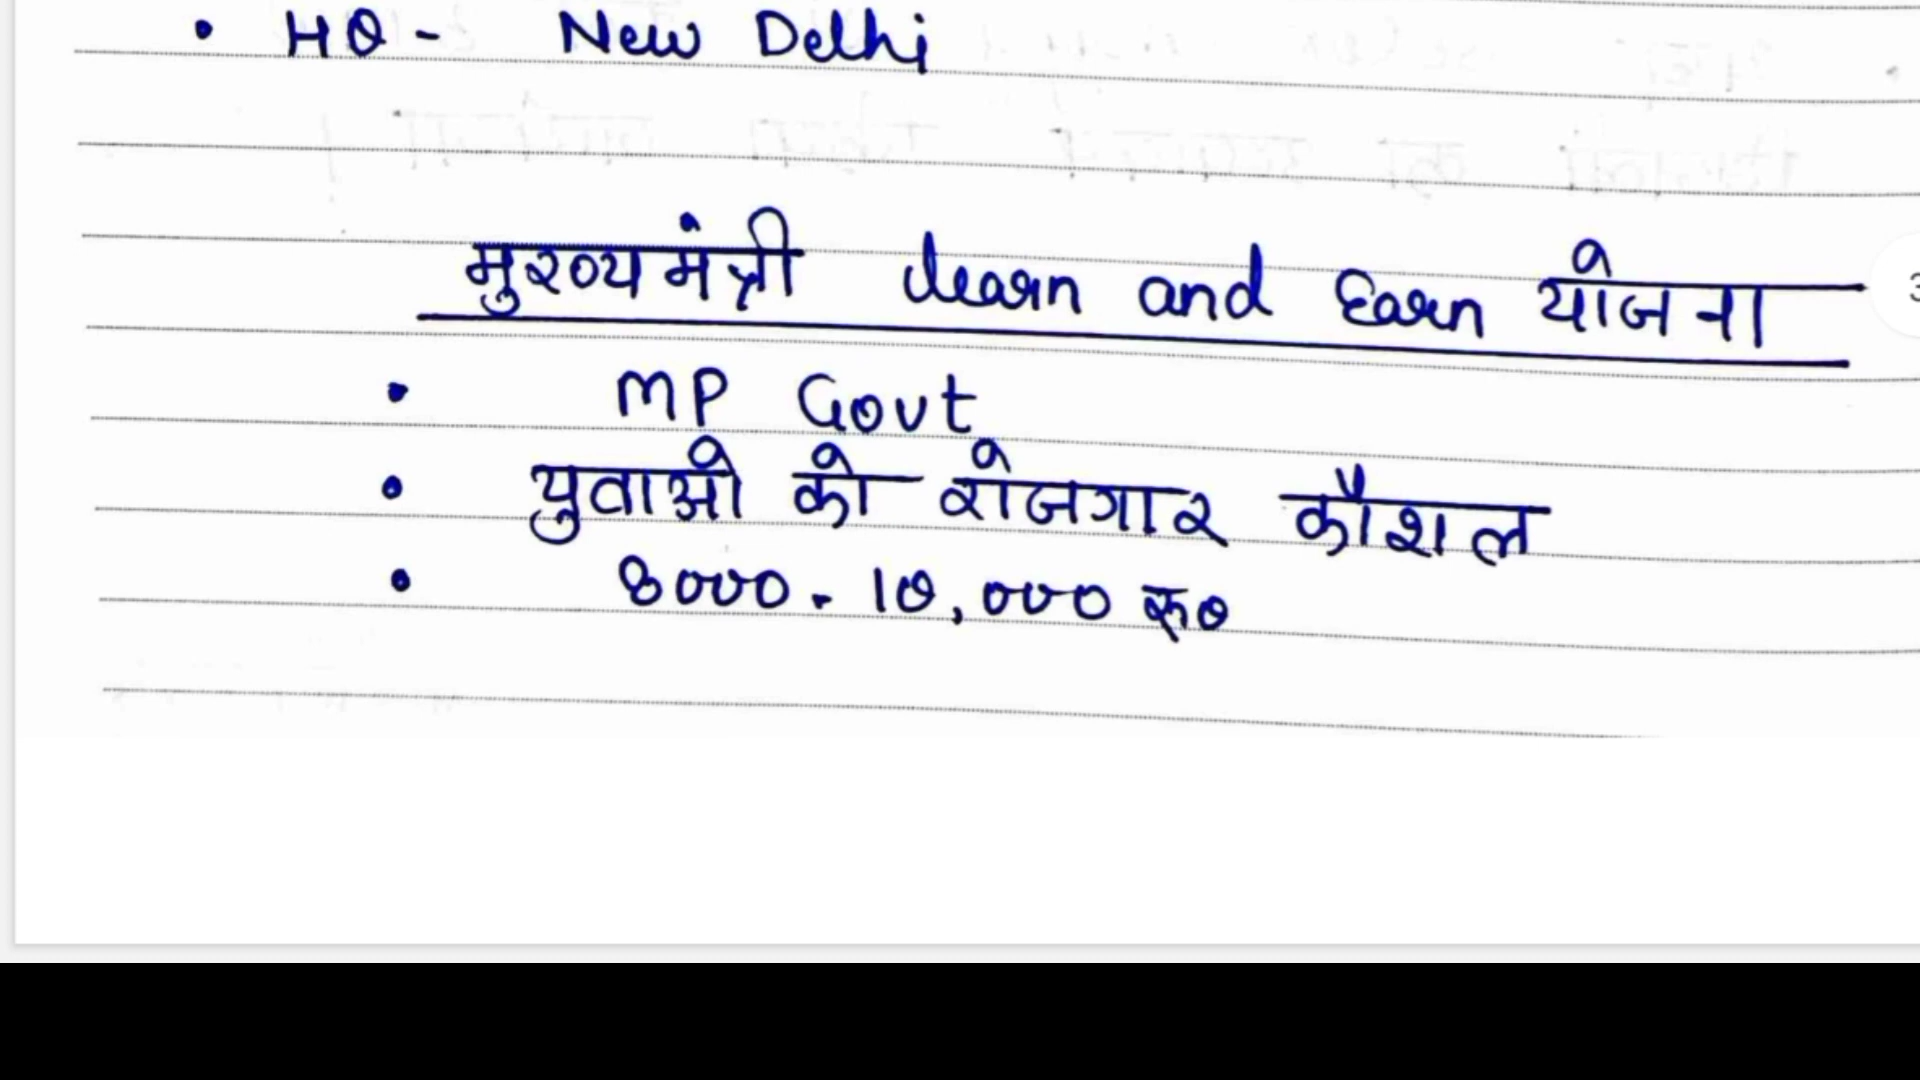 • HQ - New Delhi
मुख्यमंत्री Learn and Earn योजना
• MP Govt
• युवाओ को रोजगार कौशल
• 8000 - 10,000 रू०